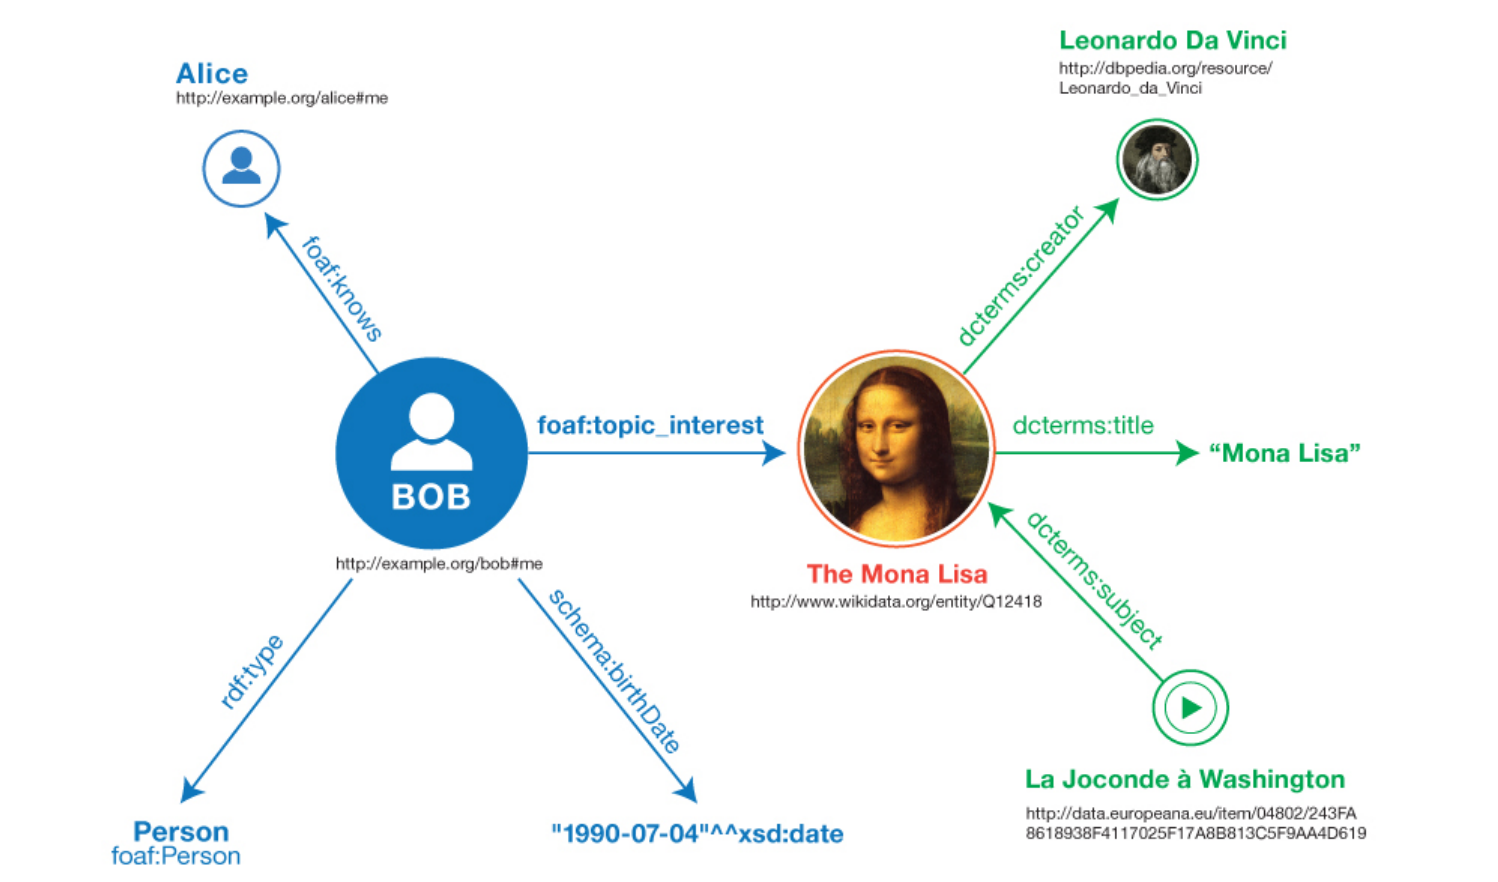 Leonardo Da Vinci
http://dbpedia.org/resource/
Leonardo_da_Vinci
Alice
http://example.org/alice#me
foaf:knows
dcterms:creator
foaf:topic_interest
dcterms:title
“Mona Lisa”
BOB
http://example.org/bob#me
The Mona Lisa
http://www.wikidata.org/entity/Q12418
dcterms:subject
rdf:type
schema:birthDate
La Joconde à Washington
http://data.europeana.eu/item/04802/243FA
8618938F4117025F17A8B813C5F9AA4D619
Person
foaf:Person
"1990-07-04"^^xsd:date